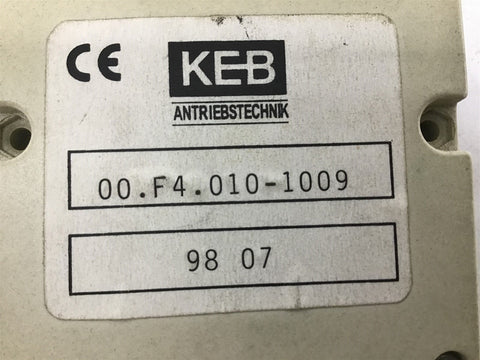 CE KEB
ANTRIEBSTECHNIK
00.F4.010-1009
98 07